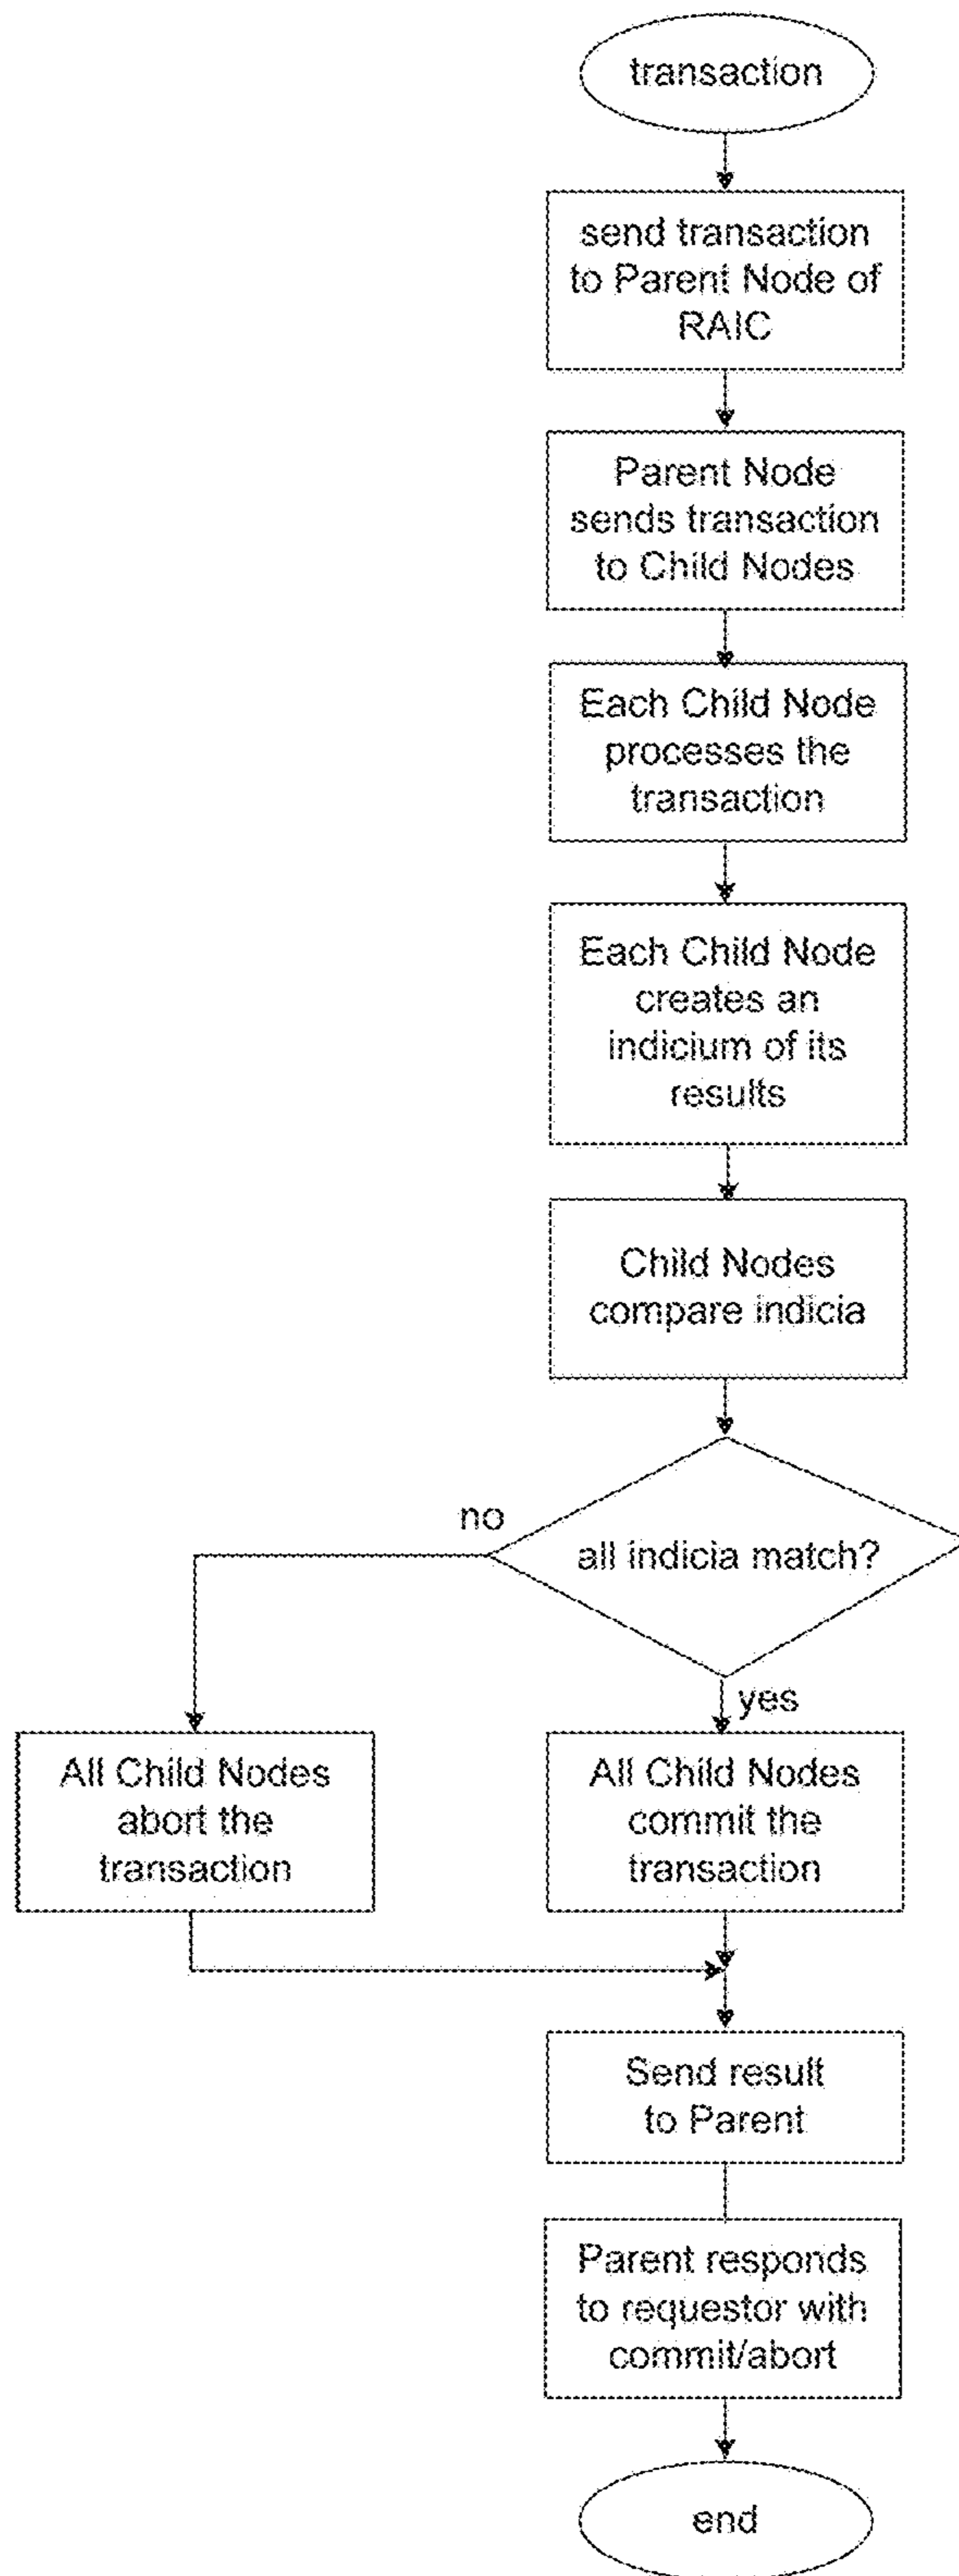 transaction
send transaction
to Parent Node of
RAIC
Parent Node
sends transaction
to Child Nodes
Each Child Node
processes the
transaction
Each Child Node
creates an
indicium of its
results
Child Nodes
compare indicia
no
all indicia match?
yes
All Child Nodes
abort the
transaction
All Child Nodes
commit the
transaction
Send result
to Parent
Parent responds
to requestor with
commit/abort
end